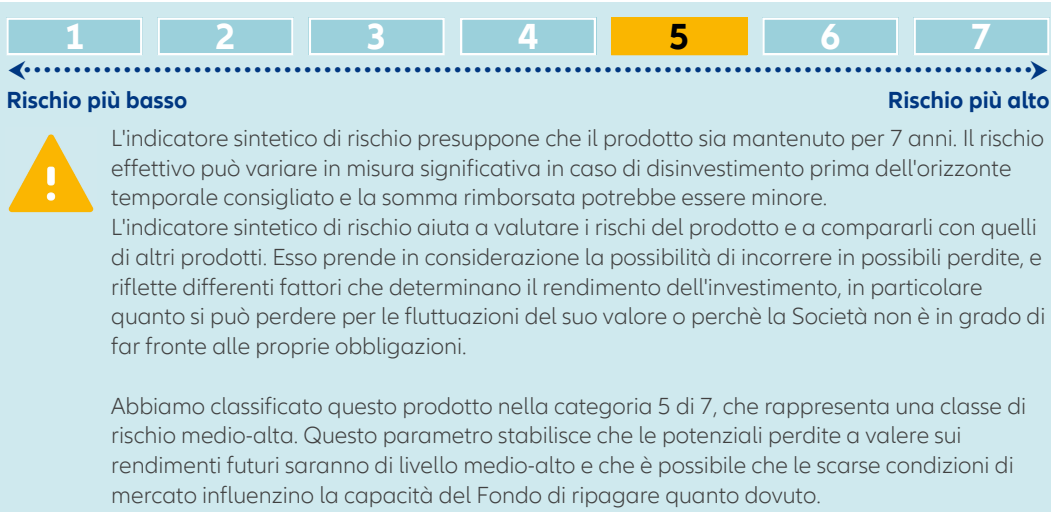 1 2 3 4 5 6 7
Rischio più basso Rischio più alto
L'indicatore sintetico di rischio presuppone che il prodotto sia mantenuto per 7 anni. Il rischio
effettivo può variare in misura significativa in caso di disinvestimento prima dell'orizzonte
temporale consigliato e la somma rimborsata potrebbe essere minore.
L'indicatore sintetico di rischio aiuta a valutare i rischi del prodotto e a compararli con quelli
di altri prodotti. Esso prende in considerazione la possibilità di incorrere in possibili perdite, e
riflette differenti fattori che determinano il rendimento dell'investimento, in particolare
quanto si può perdere per le fluttuazioni del suo valore o perchè la Società non è in grado di
far fronte alle proprie obbligazioni.
Abbiamo classificato questo prodotto nella categoria 5 di 7, che rappresenta una classe di
rischio medio-alta. Questo parametro stabilisce che le potenziali perdite a valere sui
rendimenti futuri saranno di livello medio-alto e che è possibile che le scarse condizioni di
mercato influenzino la capacità del Fondo di ripagare quanto dovuto.